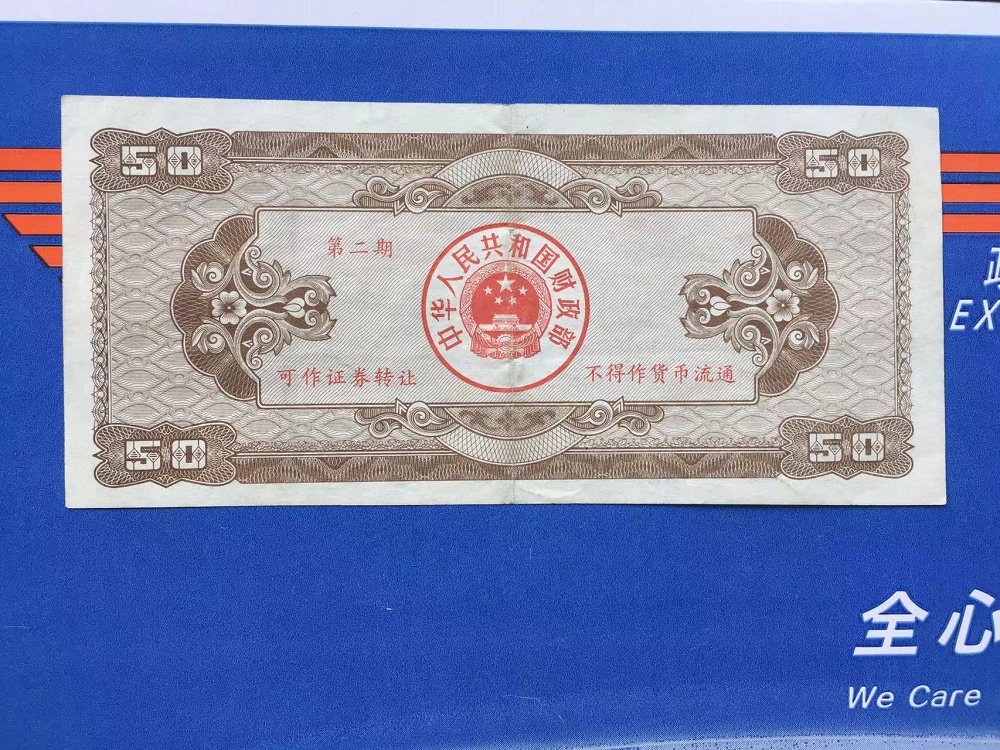 50 50
第二期
中华人民共和国财政部
可作证券转让 不得作货币流通
50 50
EX
全心
We Care